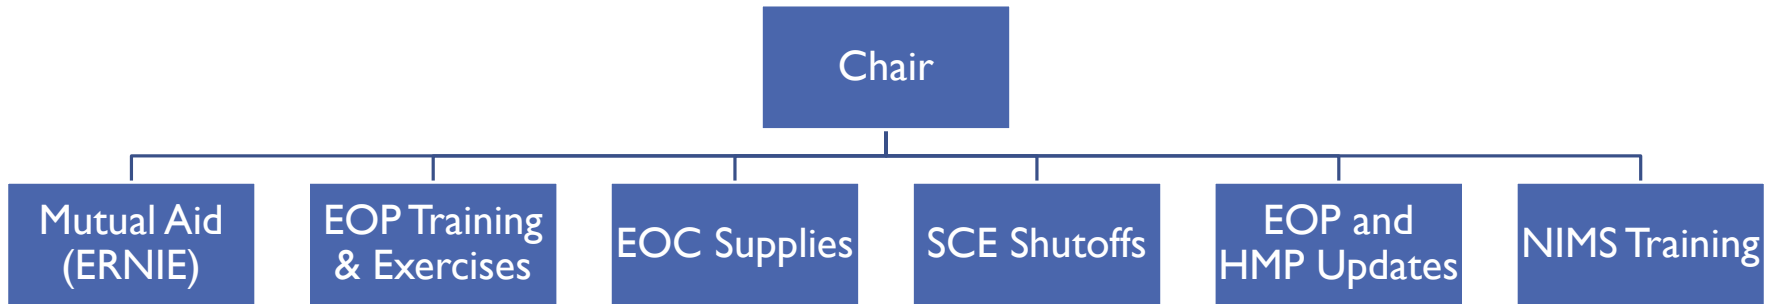 Chair
Mutual Aid
(ERNIE)
EOP Training
& Exercises
EOC Supplies
SCE Shutoffs
EOP and
HMP Updates
NIMS Training